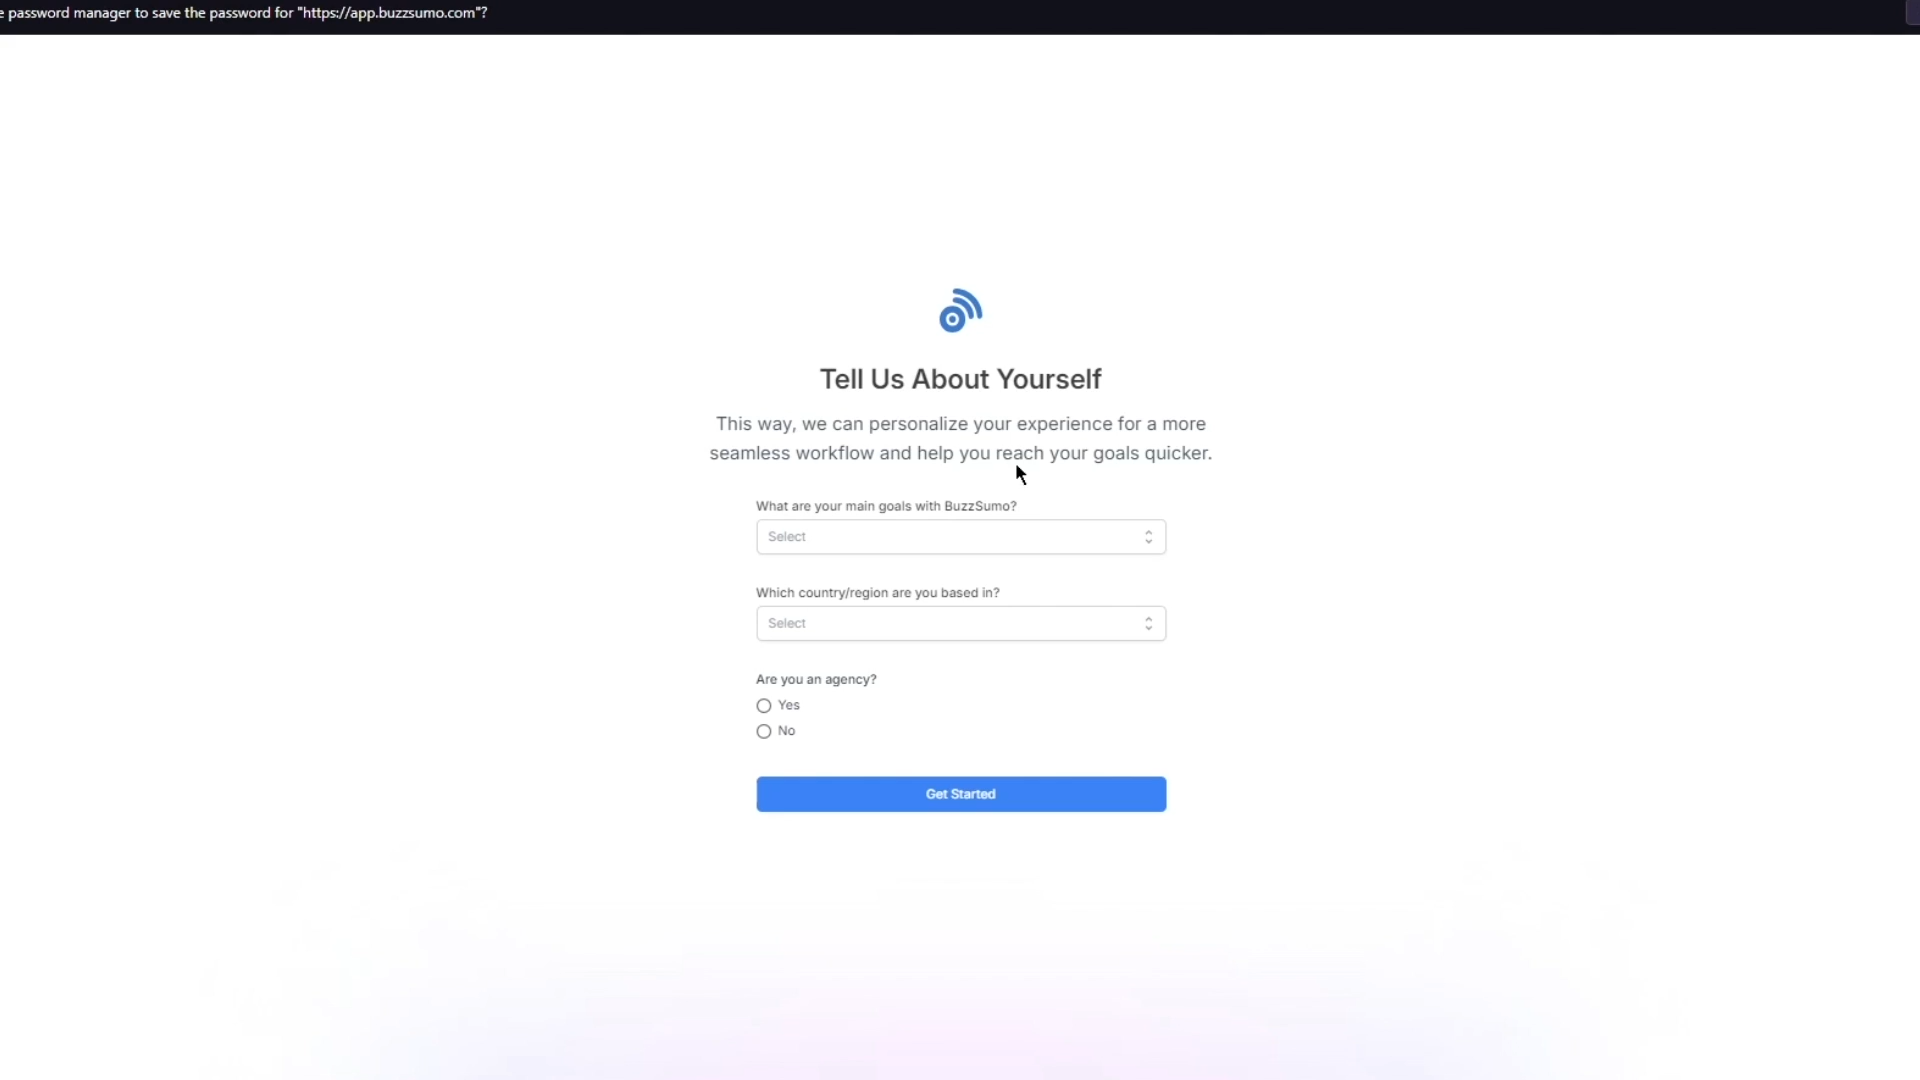 password manager to save the password for "https://app.buzzsumo.com"?
Tell Us About Yourself
This way, we can personalize your experience for a more
seamless workflow and help you reach your goals quicker.
What are your main goals with BuzzSumo?
Select
Which country/region are you based in?
Select
Are you an agency?
Yes
No
Get Started